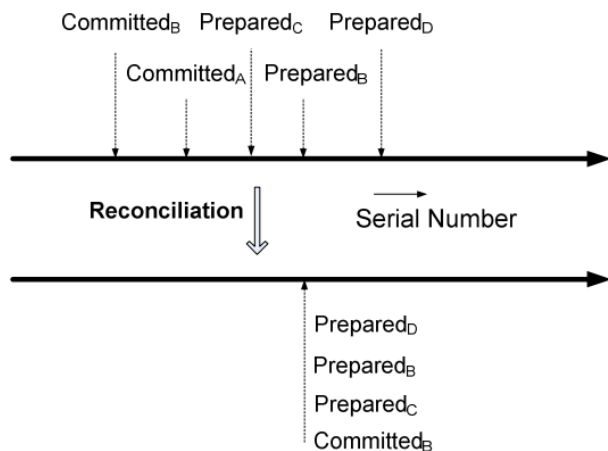 Committed_B Prepared_C Prepared_D
Committed_A Prepared_B
Reconciliation
Serial Number
Prepared_D
Prepared_B
Prepared_C
Committed_B